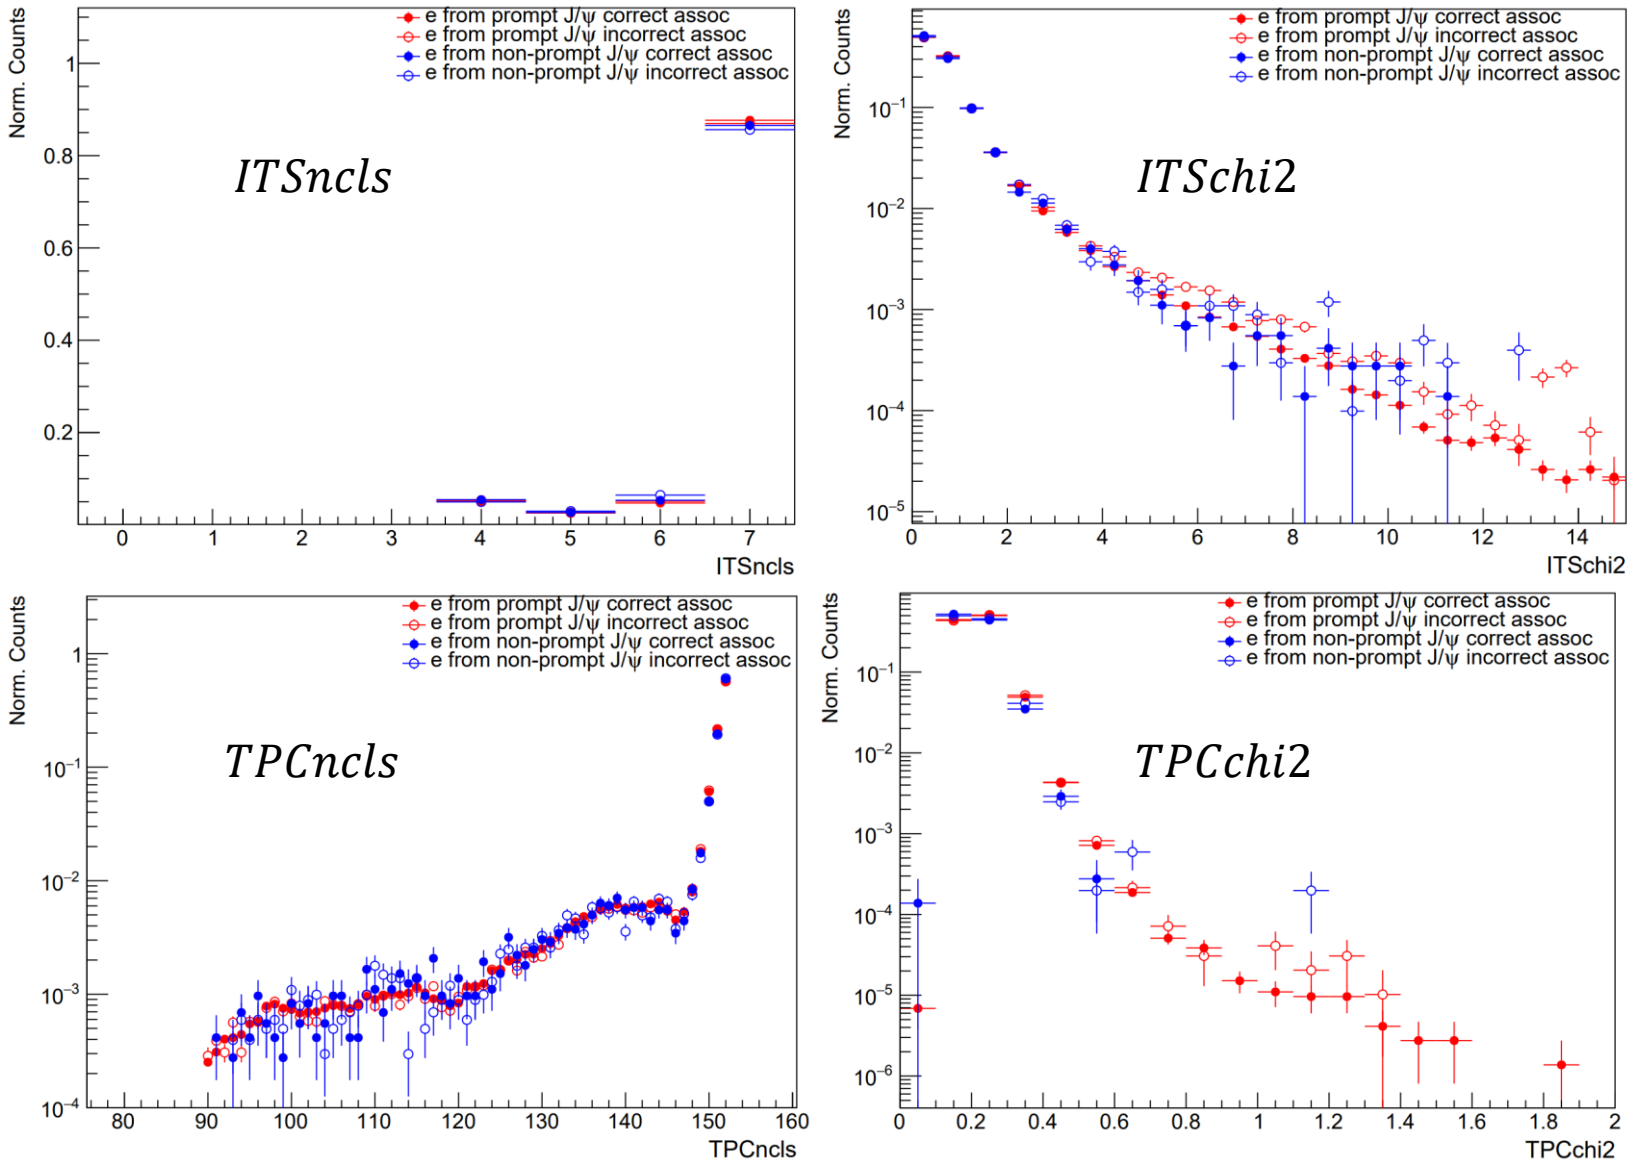 e from prompt J/ψ correct assoc
e from prompt J/ψ incorrect assoc
e from non-prompt J/ψ correct assoc
e from non-prompt J/ψ incorrect assoc
Norm. Counts
1
0.8
0.6
0.4
0.2
ITSncls
0 1 2 3 4 5 6 7
ITSncls
e from prompt J/ψ correct assoc
e from prompt J/ψ incorrect assoc
e from non-prompt J/ψ correct assoc
e from non-prompt J/ψ incorrect assoc
Norm. Counts
10⁻¹
10⁻²
10⁻³
10⁻⁴
10⁻⁵
ITSchi2
0 2 4 6 8 10 12 14
ITSchi2
e from prompt J/ψ correct assoc
e from prompt J/ψ incorrect assoc
e from non-prompt J/ψ correct assoc
e from non-prompt J/ψ incorrect assoc
Norm. Counts
1
10⁻¹
10⁻²
10⁻³
10⁻⁴
TPCncls
80 90 100 110 120 130 140 150 160
TPCncls
e from prompt J/ψ correct assoc
e from prompt J/ψ incorrect assoc
e from non-prompt J/ψ correct assoc
e from non-prompt J/ψ incorrect assoc
Norm. Counts
10⁻¹
10⁻²
10⁻³
10⁻⁴
10⁻⁵
10⁻⁶
TPCchi2
0 0.2 0.4 0.6 0.8 1 1.2 1.4 1.6 1.8 2
TPCchi2